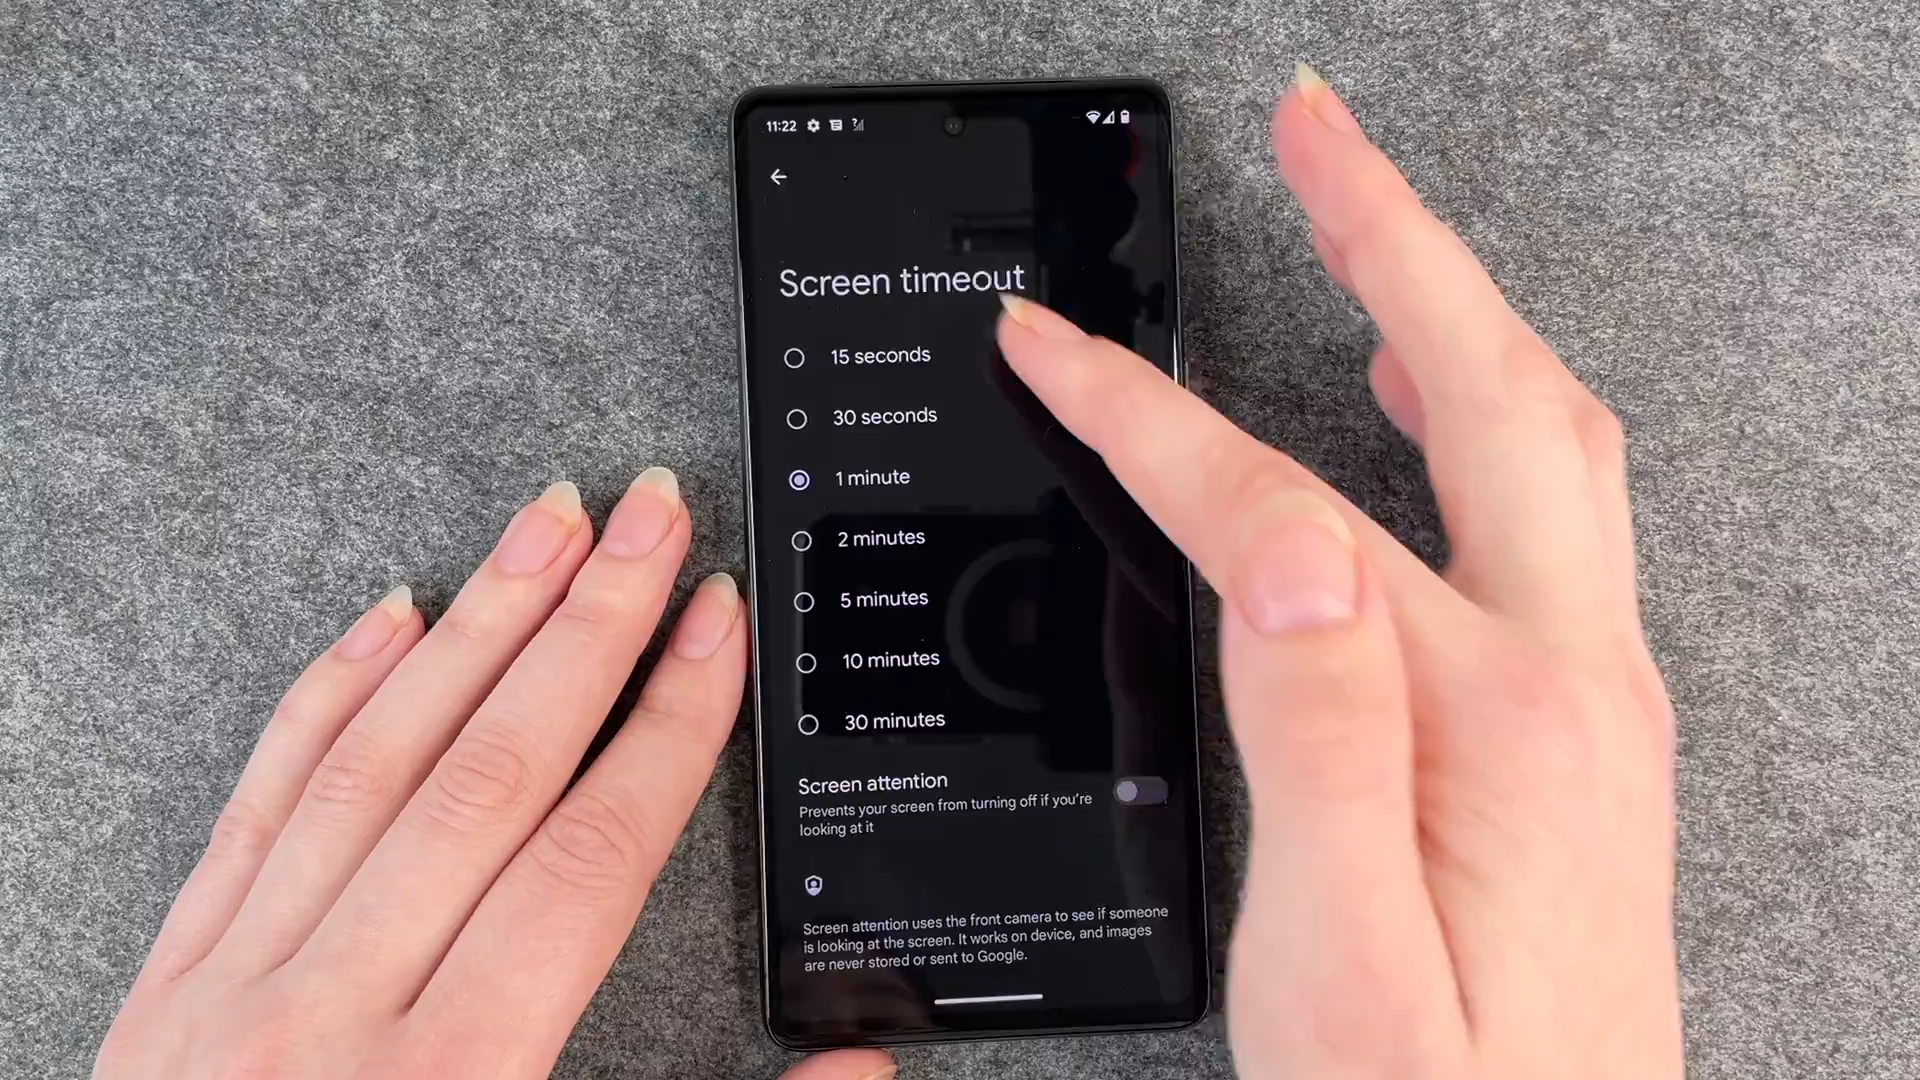 11:22
Screen timeout
15 seconds
30 seconds
1 minute
2 minutes
5 minutes
10 minutes
30 minutes
Screen attention
Prevents your screen from turning off if you're
looking at it
Screen attention uses the front camera to see if someone
is looking at the screen. It works on device, and images
are never stored or sent to Google.